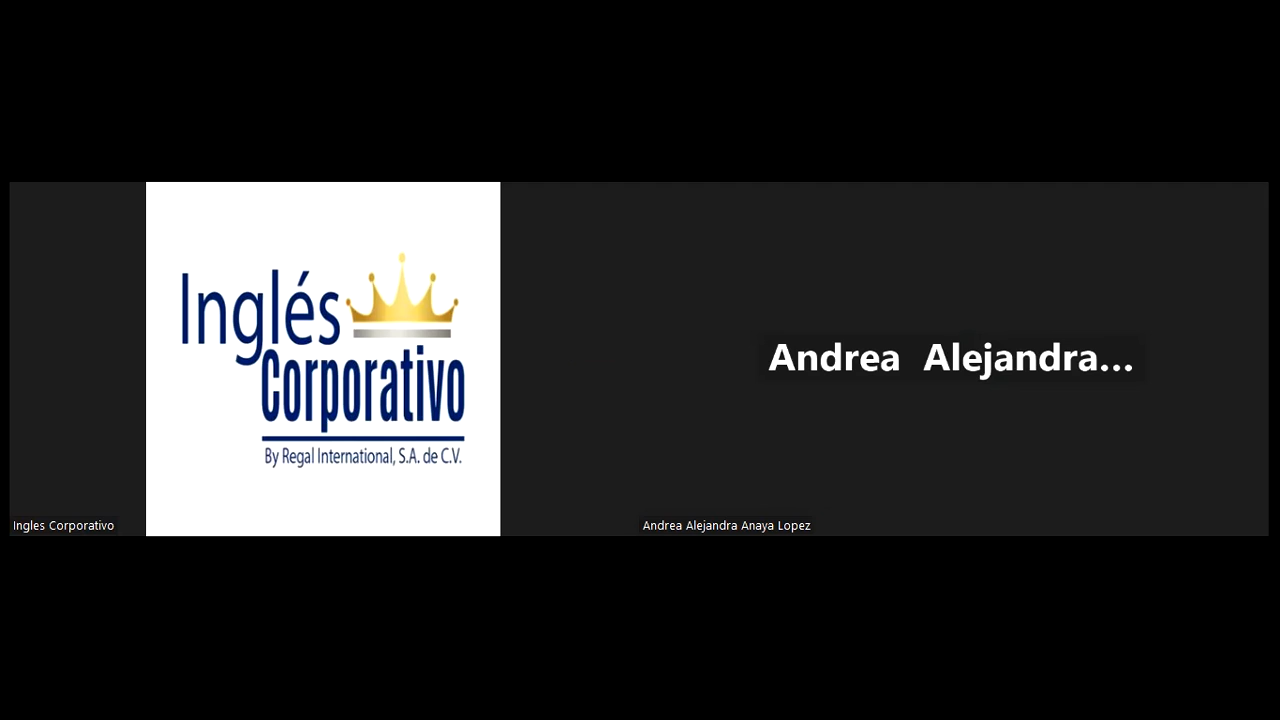 Inglés
Corporativo
By Regal International, S.A. de C.V.
Ingles Corporativo
Andrea Alejandra...
Andrea Alejandra Anaya Lopez